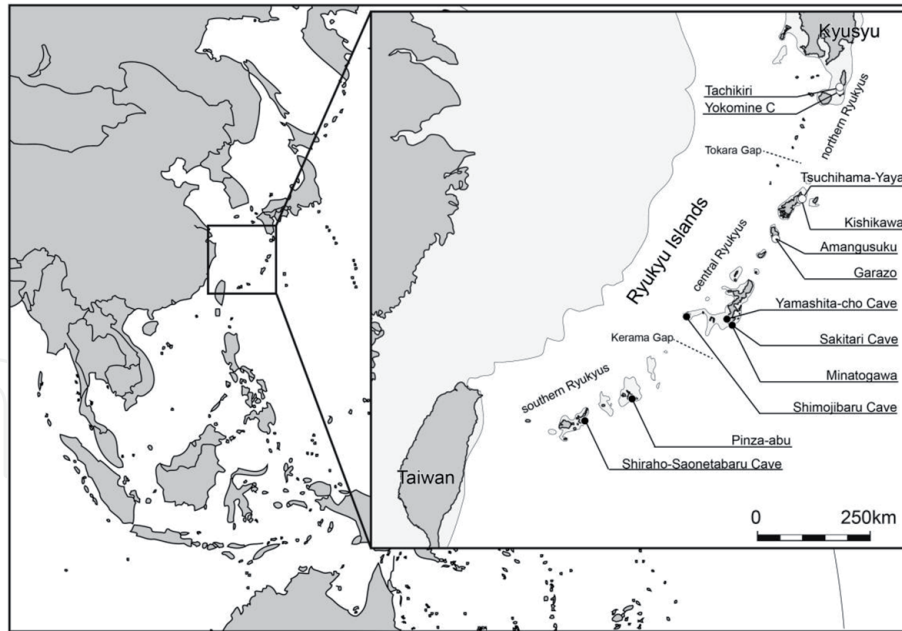 Kyusyu
Tachikiri
Yokomine C
northern Ryukyus
Tokara Gap
Tsuchihama-Yaya
Kishikawa
Ryukyu Islands
central Ryukyus
Amangusuku
Garazo
Yamashita-cho Cave
Sakitari Cave
Kerama Gap
Minatogawa
southern Ryukyus
Shimojibaru Cave
Pinza-abu
Shiraho-Saonetabaru Cave
Taiwan
0 250km